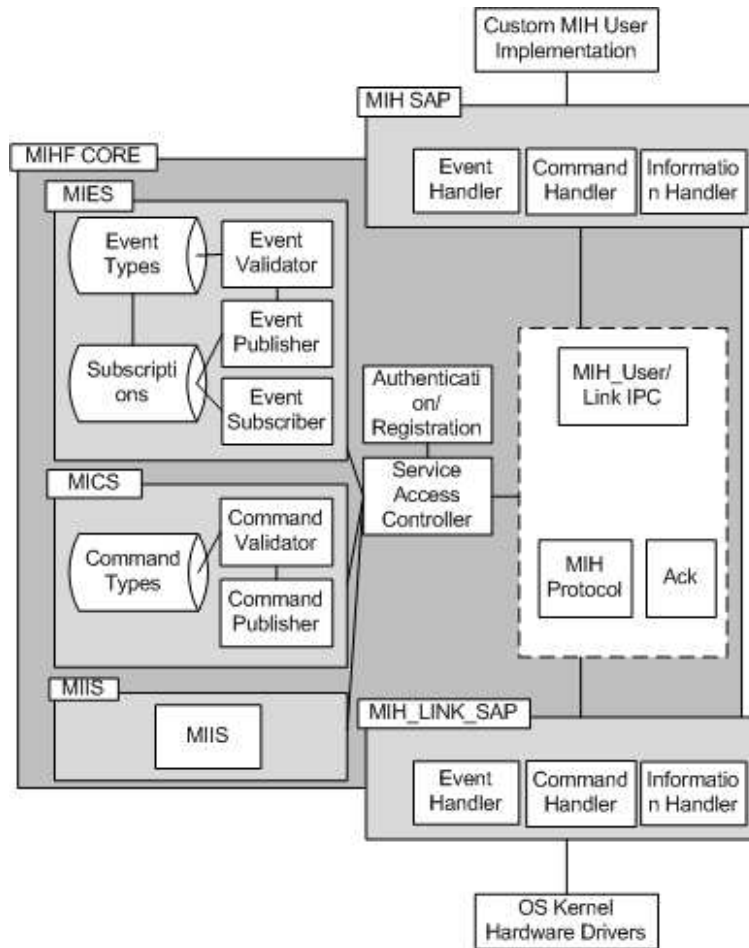 Custom MIH User
Implementation
MIH SAP
Event
Handler
Command
Handler
Informatio
n Handler
MIHF CORE
MIES
Event
Types
Event
Validator
Event
Publisher
Subscripti
ons
Event
Subscriber
Authenticati
on/
Registration
Service
Access
Controller
MIH_User/
Link IPC
MIH
Protocol
Ack
MICS
Command
Types
Command
Validator
Command
Publisher
MIIS
MIIS
MIH_LINK_SAP
Event
Handler
Command
Handler
Informatio
n Handler
OS Kernel
Hardware Drivers